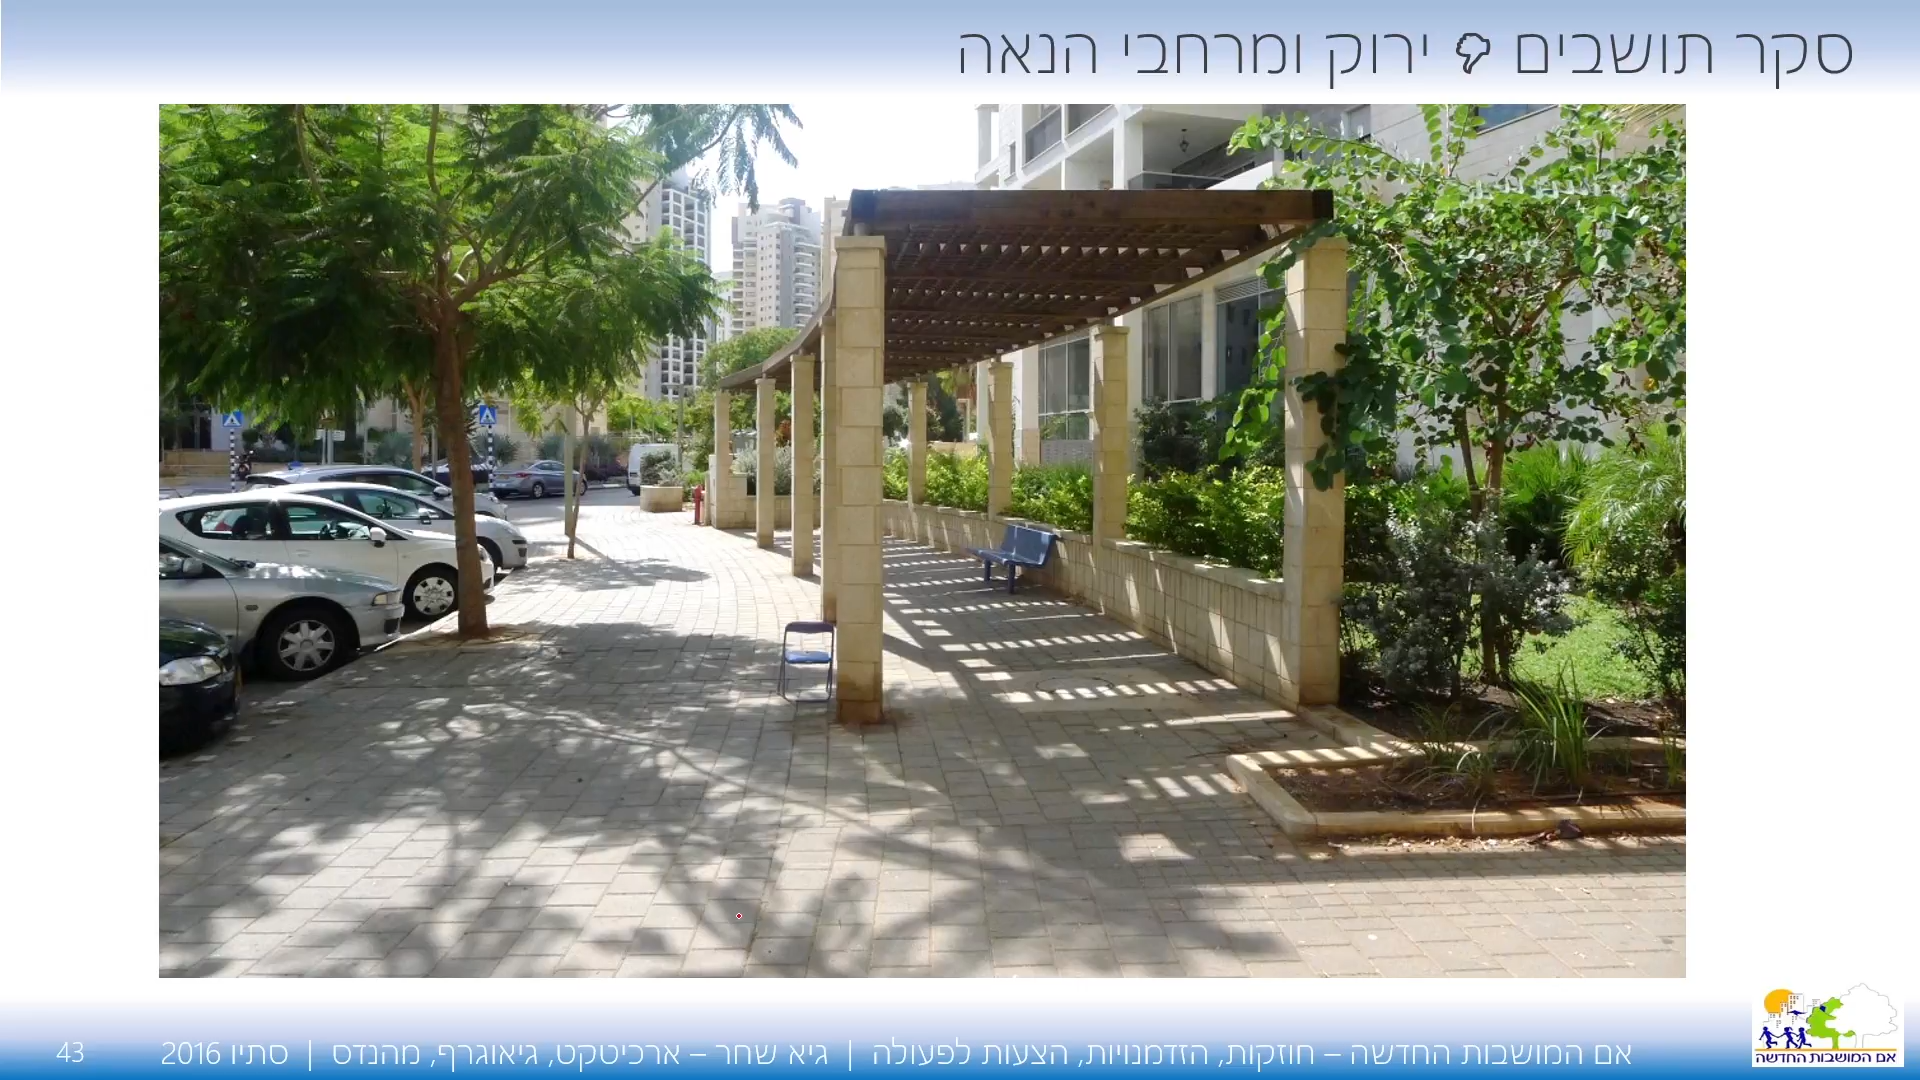 סקר תושבים ירוק ומרחבי הנאה
אם המושבות החדשה – חוזקות, הזדמנויות, הצעות לפעולה | גיא שחר – ארכיטקט, גיאוגרף, מהנדס | סתיו 2016
43
אם המושבות החדשה